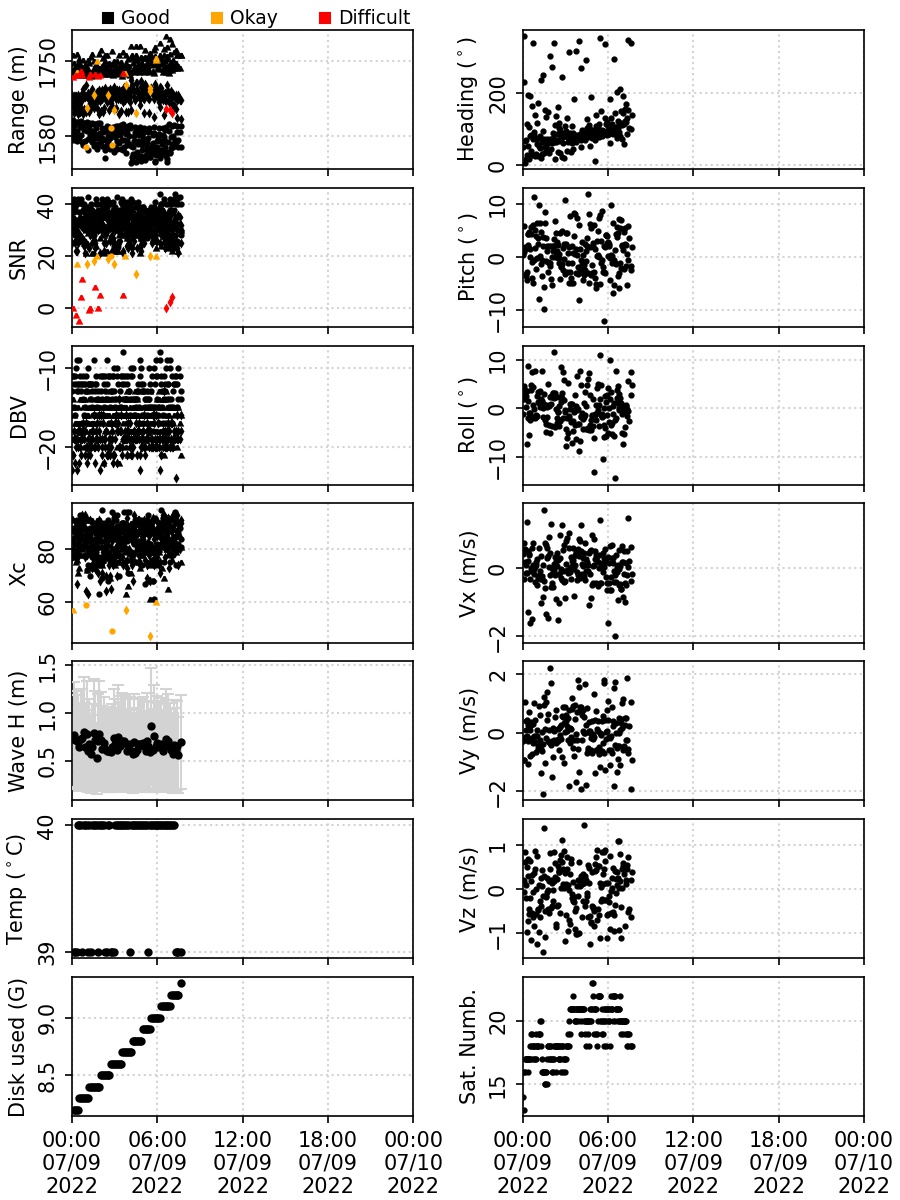 Good Okay Difficult
Range (m)
1750
1580
Heading (°)
200
0
SNR
40
20
0
Pitch (°)
10
0
−10
DBV
−10
−20
Roll (°)
10
0
−10
Xc
80
60
Vx (m/s)
0
−2
Wave H (m)
1.5
1.0
0.5
Vy (m/s)
2
0
−2
Temp (°C)
40
39
Vz (m/s)
1
0
−1
Disk used (G)
9.0
8.5
Sat. Numb.
20
15
00:00 06:00 12:00 18:00 00:00 00:00 06:00 12:00 18:00 00:00
07/09 07/09 07/09 07/09 07/10 07/09 07/09 07/09 07/09 07/10
2022 2022 2022 2022 2022 2022 2022 2022 2022 2022